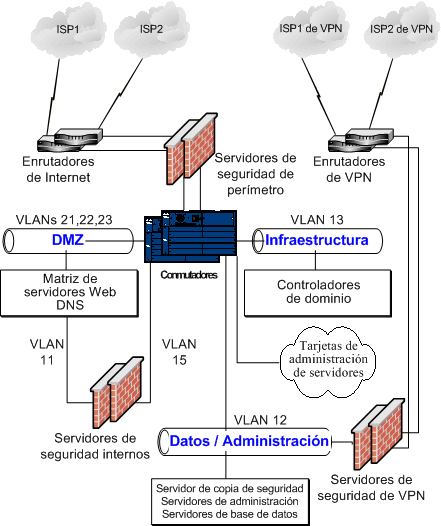 ISP1
ISP2
ISP1 de VPN
ISP2 de VPN
Enrutadores
de Internet
Servidores de
seguridad de
perímetro
Enrutadores
de VPN
VLANs 21,22,23
DMZ
Matriz de
servidores Web
DNS
Conmutadores
VLAN 13
Infraestructura
Controladores
de dominio
VLAN
11
VLAN
15
Tarjetas de
administración
de servidores
Servidores de
seguridad internos
VLAN 12
Datos / Administración
Servidor de copia de seguridad
Servidores de administración
Servidores de base de datos
Servidores de
seguridad de VPN